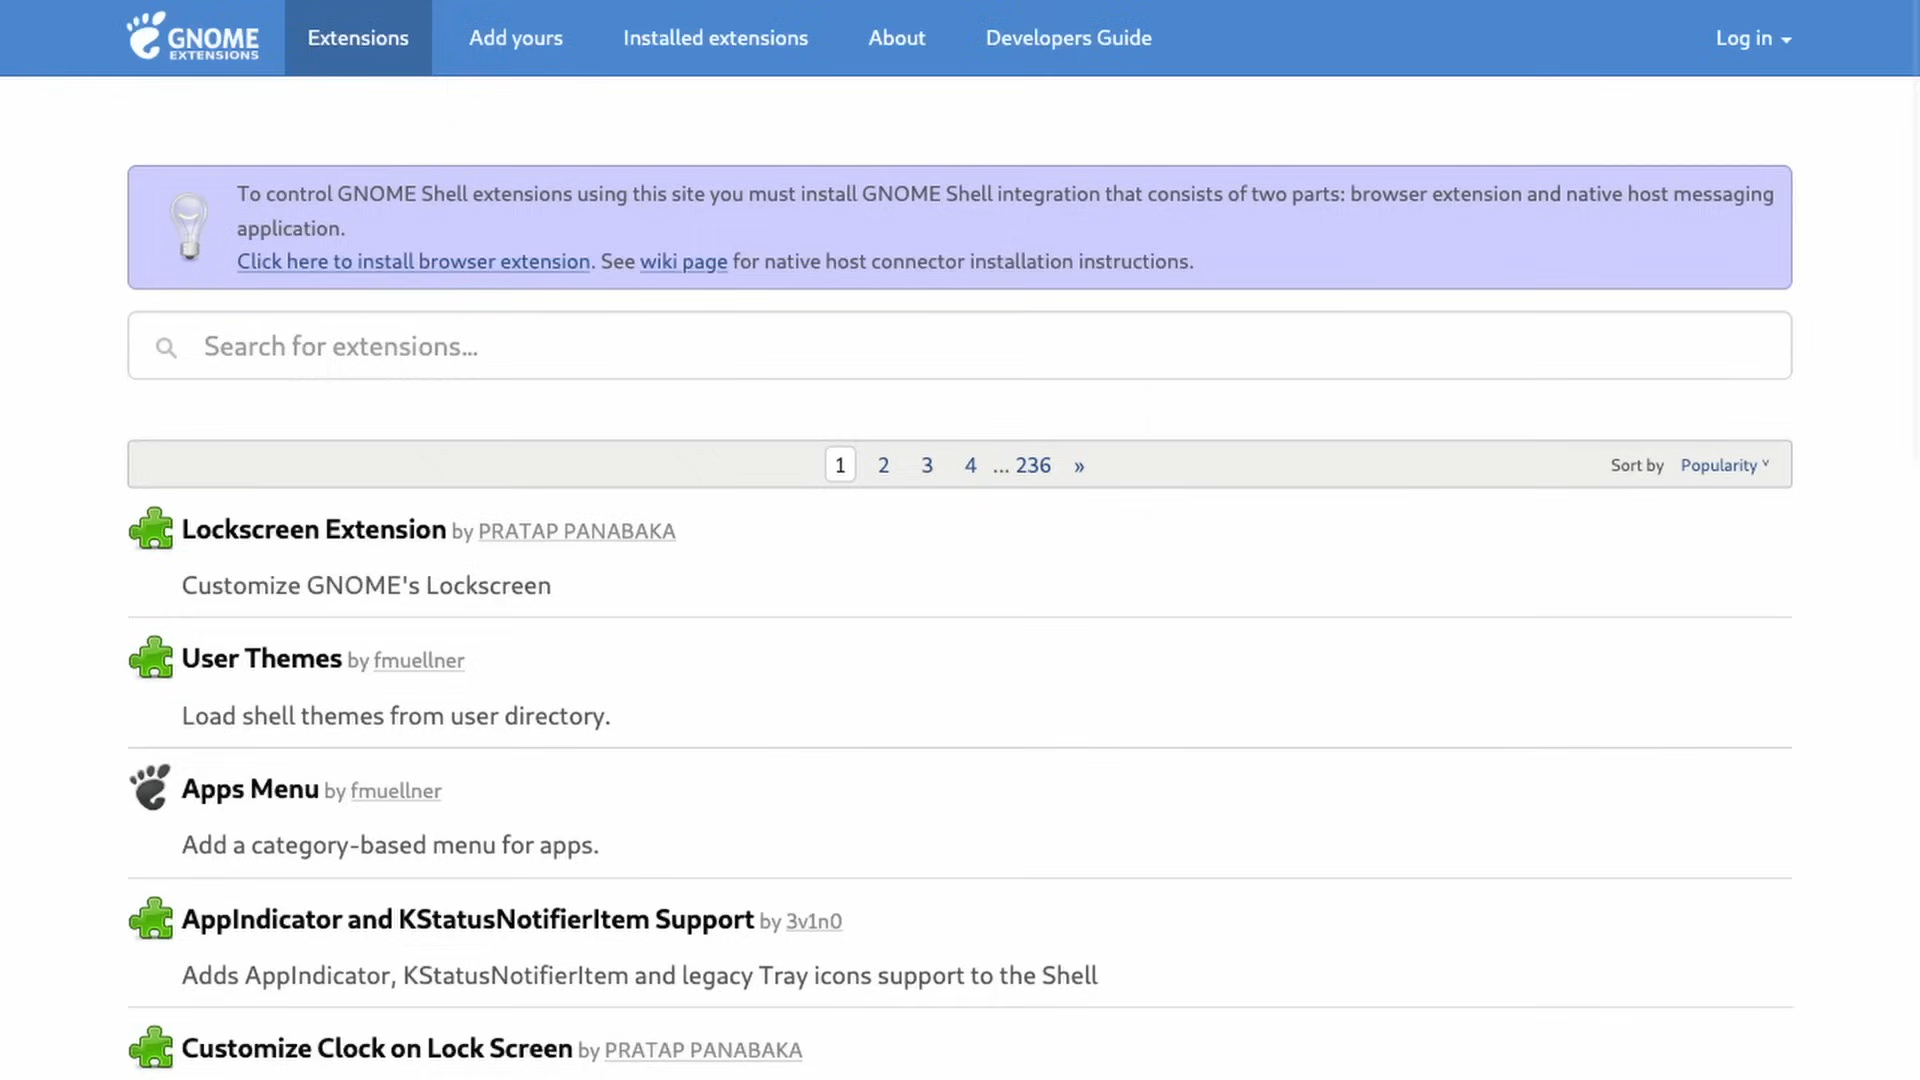 GNOME EXTENSIONS Extensions Add yours Installed extensions About Developers Guide Log in
To control GNOME Shell extensions using this site you must install GNOME Shell integration that consists of two parts: browser extension and native host messaging
application.
Click here to install browser extension. See wiki page for native host connector installation instructions.
Search for extensions...
1 2 3 4 ... 236 » Sort by Popularity
Lockscreen Extension by PRATAP PANABAKA
Customize GNOME's Lockscreen
User Themes by fmuellner
Load shell themes from user directory.
Apps Menu by fmuellner
Add a category-based menu for apps.
AppIndicator and KStatusNotifierItem Support by 3v1n0
Adds AppIndicator, KStatusNotifierItem and legacy Tray icons support to the Shell
Customize Clock on Lock Screen by PRATAP PANABAKA